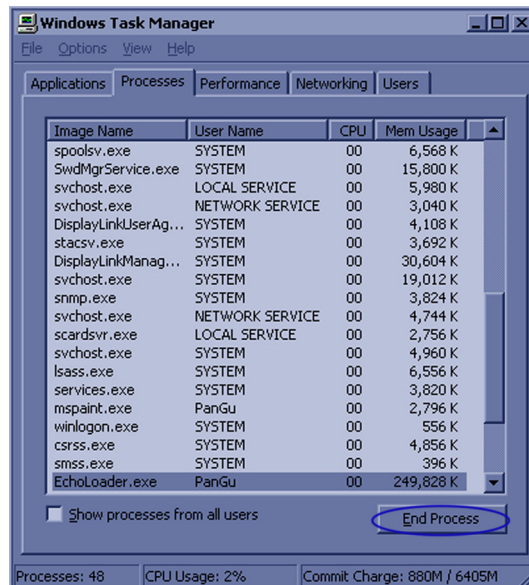 Windows Task Manager
File Options View Help
Applications Processes Performance Networking Users
Image Name User Name CPU Mem Usage
spoolsv.exe SYSTEM 00 6,568 K
SwdMgrService.exe SYSTEM 00 15,800 K
svchost.exe LOCAL SERVICE 00 5,980 K
svchost.exe NETWORK SERVICE 00 3,040 K
DisplayLinkUserAg... SYSTEM 00 4,108 K
stacsv.exe SYSTEM 00 3,692 K
DisplayLinkManag... SYSTEM 00 30,604 K
svchost.exe SYSTEM 00 19,012 K
snmp.exe SYSTEM 00 3,824 K
svchost.exe NETWORK SERVICE 00 4,744 K
scardsvr.exe LOCAL SERVICE 00 2,756 K
svchost.exe SYSTEM 00 4,960 K
lsass.exe SYSTEM 00 6,556 K
services.exe SYSTEM 00 3,820 K
mspaint.exe PanGu 00 2,796 K
winlogon.exe SYSTEM 00 556 K
csrss.exe SYSTEM 00 4,856 K
smss.exe SYSTEM 00 396 K
EchoLoader.exe PanGu 00 249,828 K
Show processes from all users End Process
Processes: 48 CPU Usage: 2% Commit Charge: 880M / 6405M